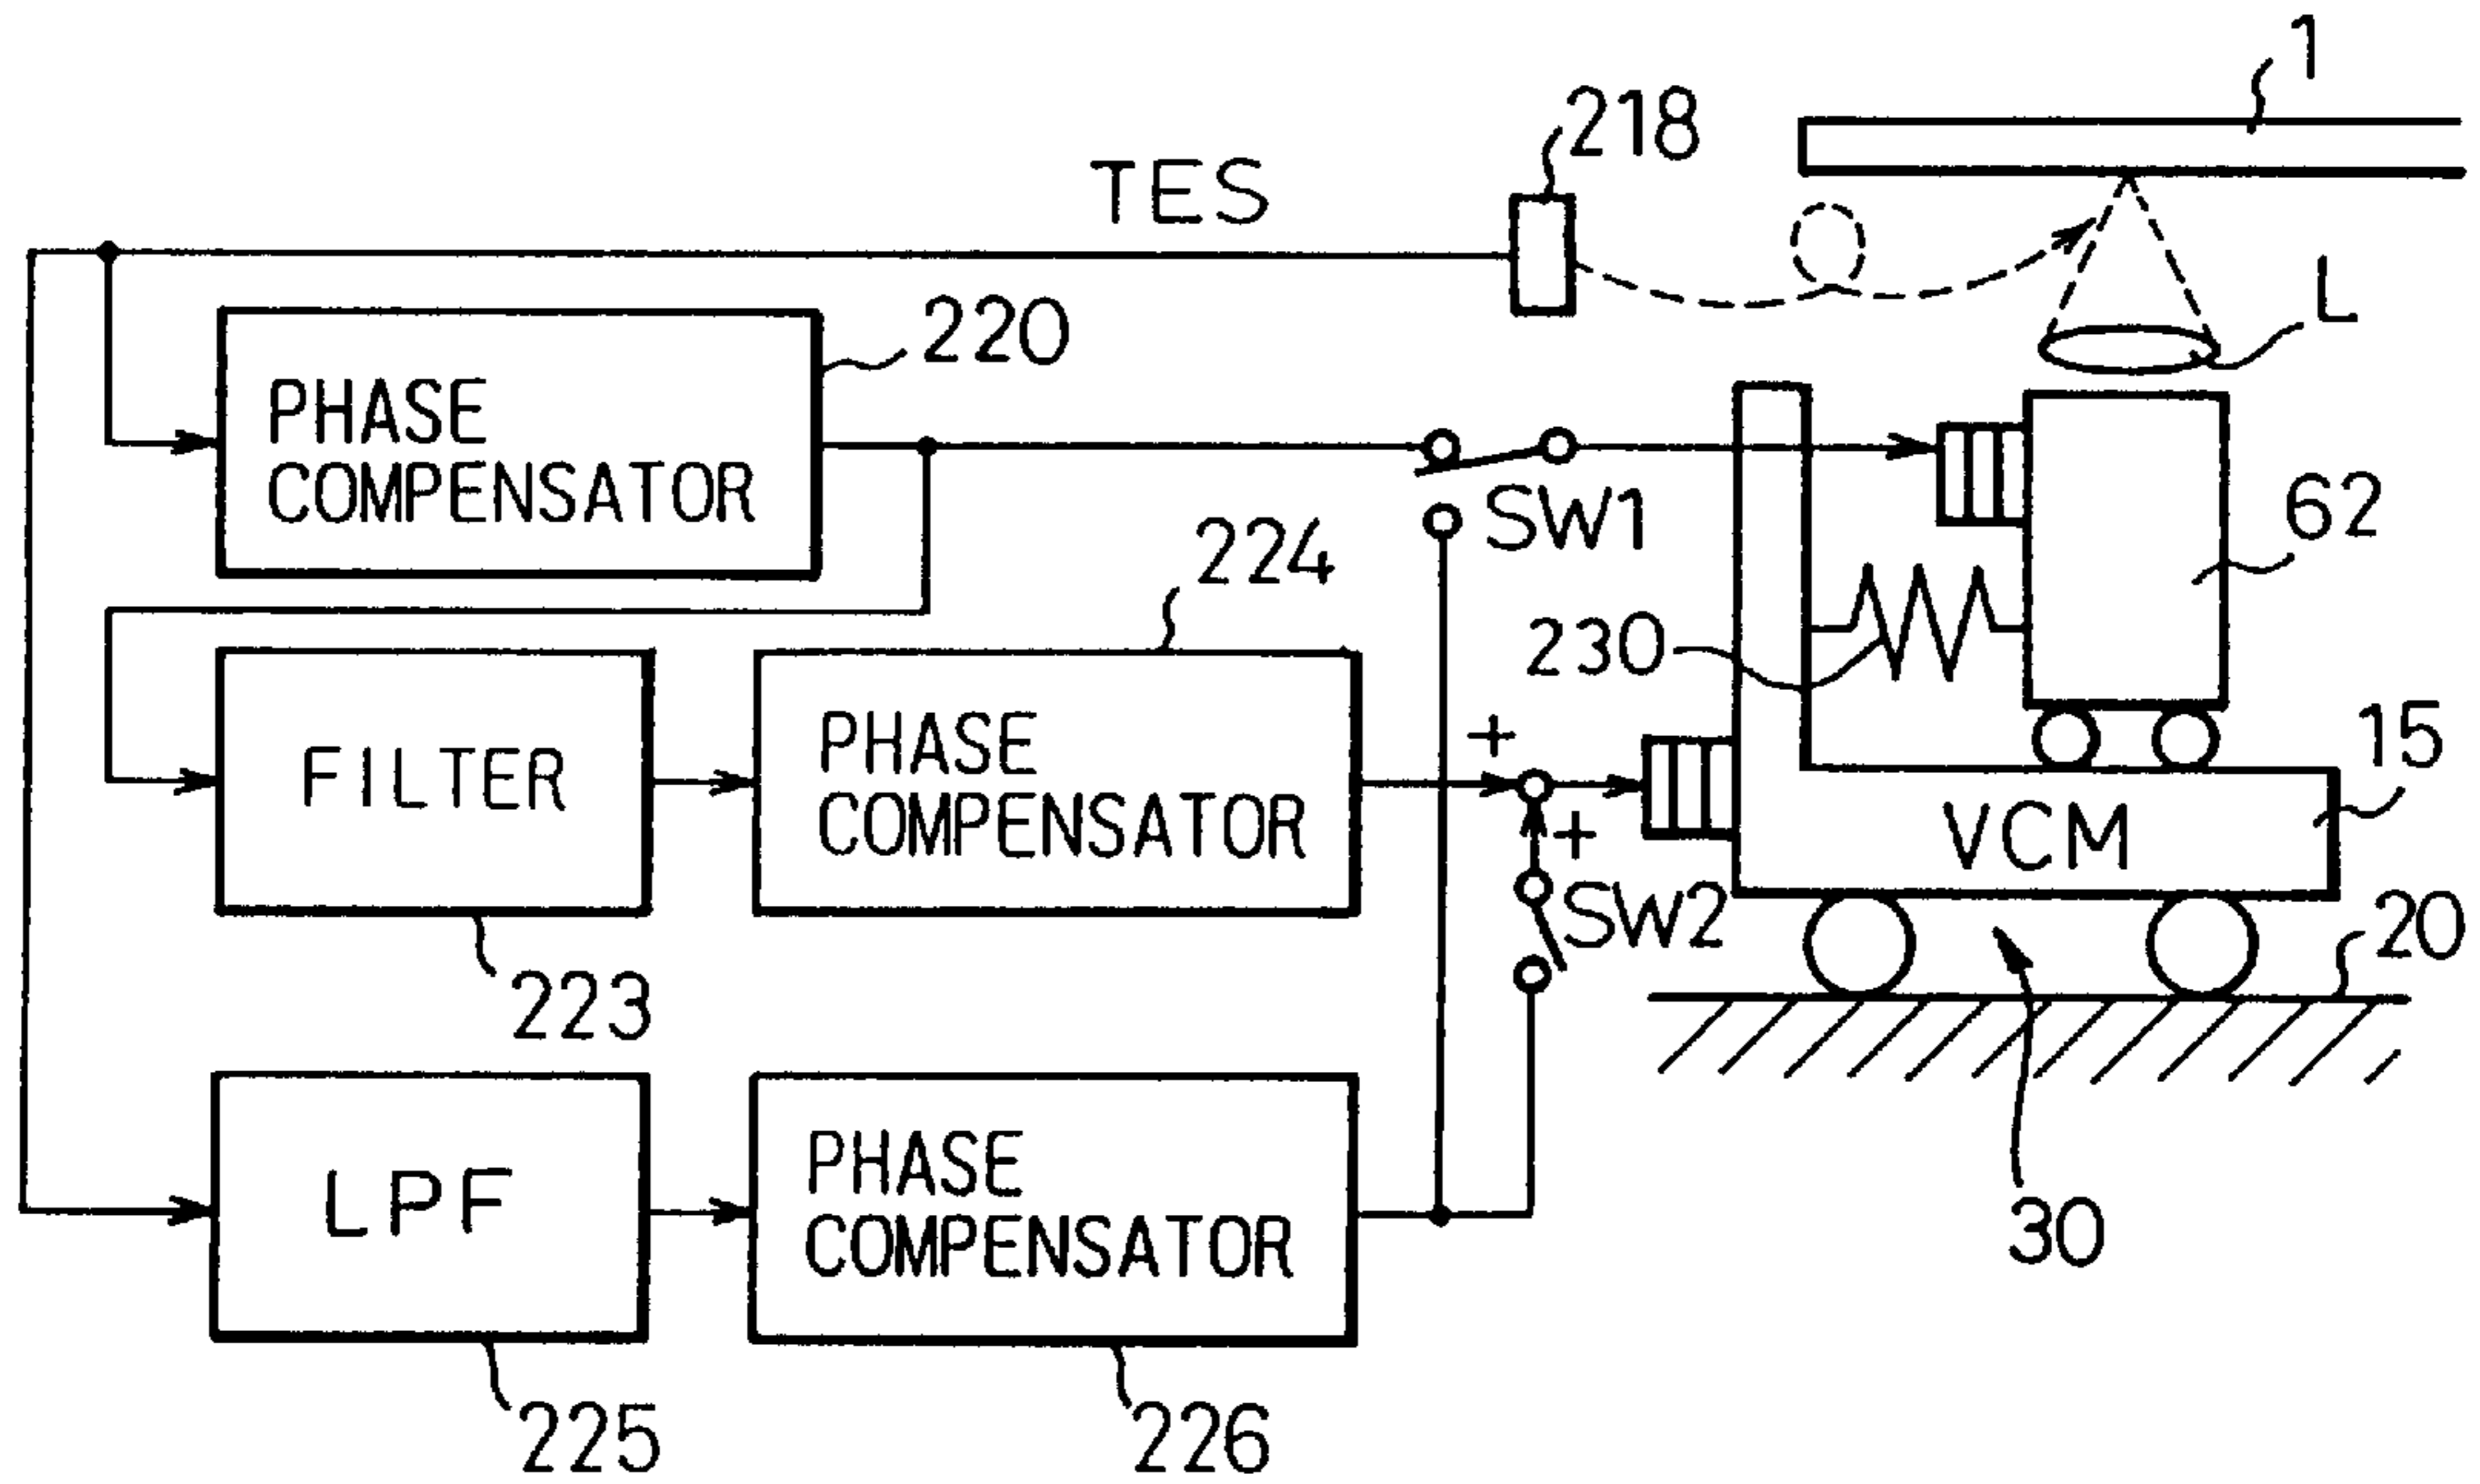 1
218
TES
L
220
PHASE
COMPENSATOR
SW1
62
224
230
FILTER
PHASE
COMPENSATOR
+
15
+
VCM
SW2
20
223
LPF
PHASE
COMPENSATOR
30
225
226